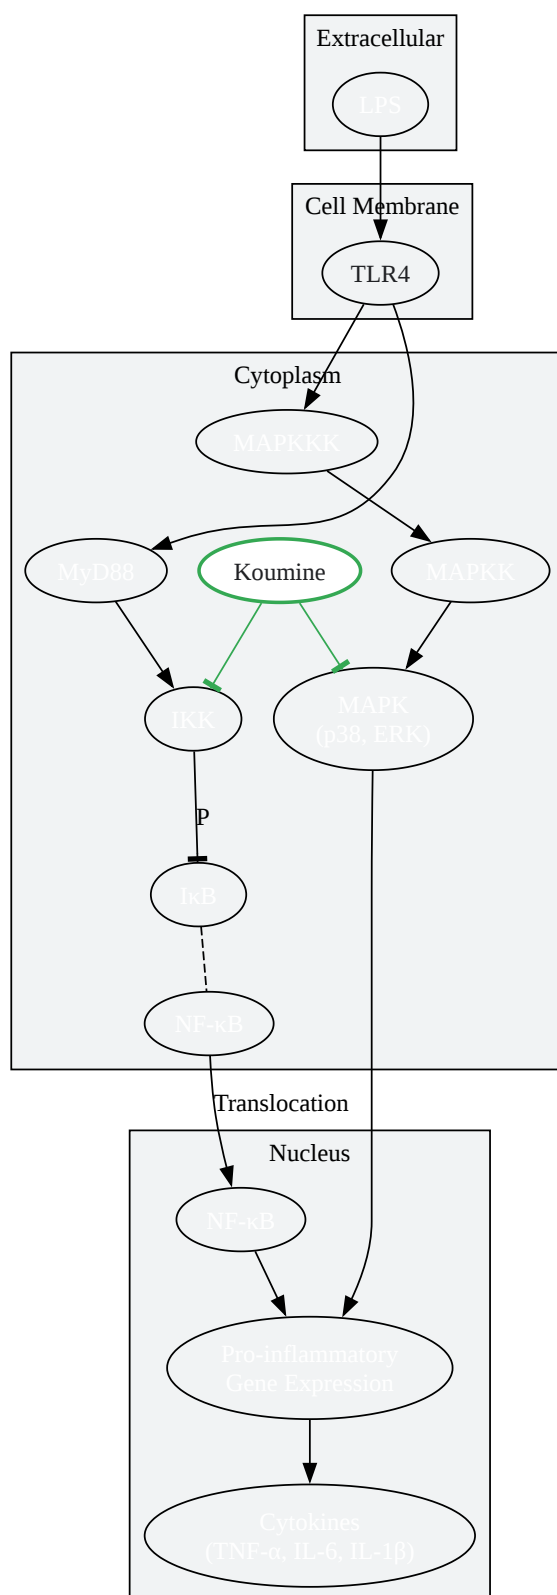 Extracellular
LPS
Cell Membrane
TLR4
Cytoplasm
MAPKKK
MyD88
Koumine
MAPKK
IKK
MAPK
(p38, ERK)
P
IκB
NF-κB
Translocation
Nucleus
NF-κB
Pro-inflammatory
Gene Expression
Cytokines
(TNF-α, IL-6, IL-1β)